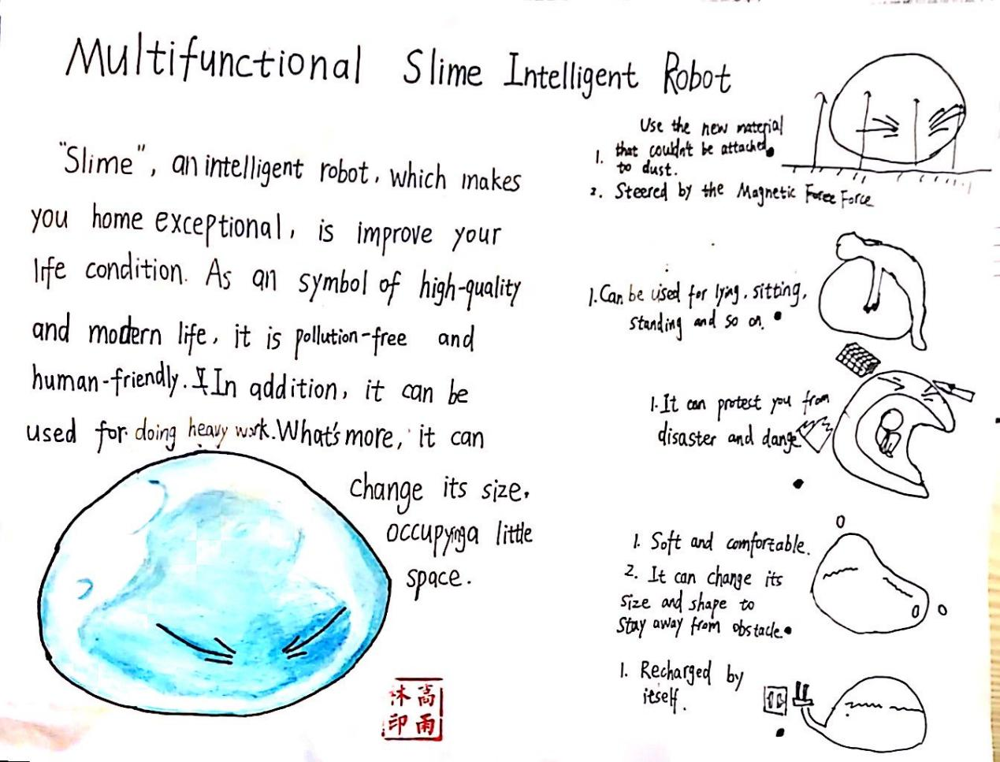 Multifunctional Slime Intelligent Robot
"Slime", an intelligent robot, which makes
you home exceptional, is improve your
life condition. As an symbol of high-quality
and modern life, it is pollution-free and
human-friendly. In addition, it can be
used for doing heavy work. What's more, it can
change its size,
occupying a little
space.
Use the new material
1. that couldn't be attached
to dust.
2. Steered by the Magnetic Force Force
1. Can be used for lying, sitting,
standing and so on.
1. It can protest you from
disaster and dange
1. Soft and comfortable.
2. It can change its
size and shape to
stay away from obstacle.
1. Recharged by
itself.
沐高
印雨